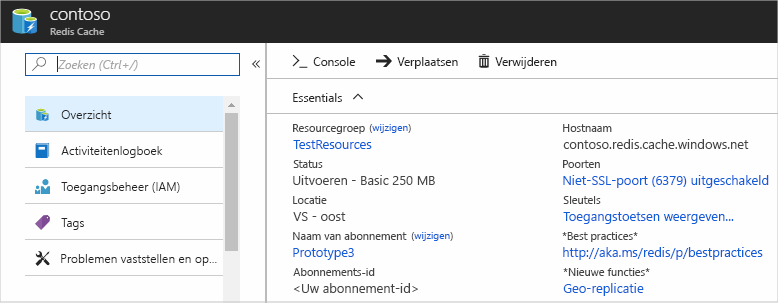 contoso
Redis Cache
Zoeken (Ctrl+/)
«
Console
Verplaatsen
Verwijderen
Overzicht
Activiteitenlogboek
Toegangsbeheer (IAM)
Tags
Problemen vaststellen en op...
Essentials
Resourcegroep (wijzigen)
TestResources
Status
Uitvoeren - Basic 250 MB
Locatie
VS - oost
Naam van abonnement (wijzigen)
Prototype3
Abonnements-id
<Uw abonnement-id>
Hostnaam
contoso.redis.cache.windows.net
Poorten
Niet-SSL-poort (6379) uitgeschakeld
Sleutels
Toegangstoetsen weergeven...
*Best practices*
http://aka.ms/redis/p/bestpractices
*Nieuwe functies*
Geo-replicatie